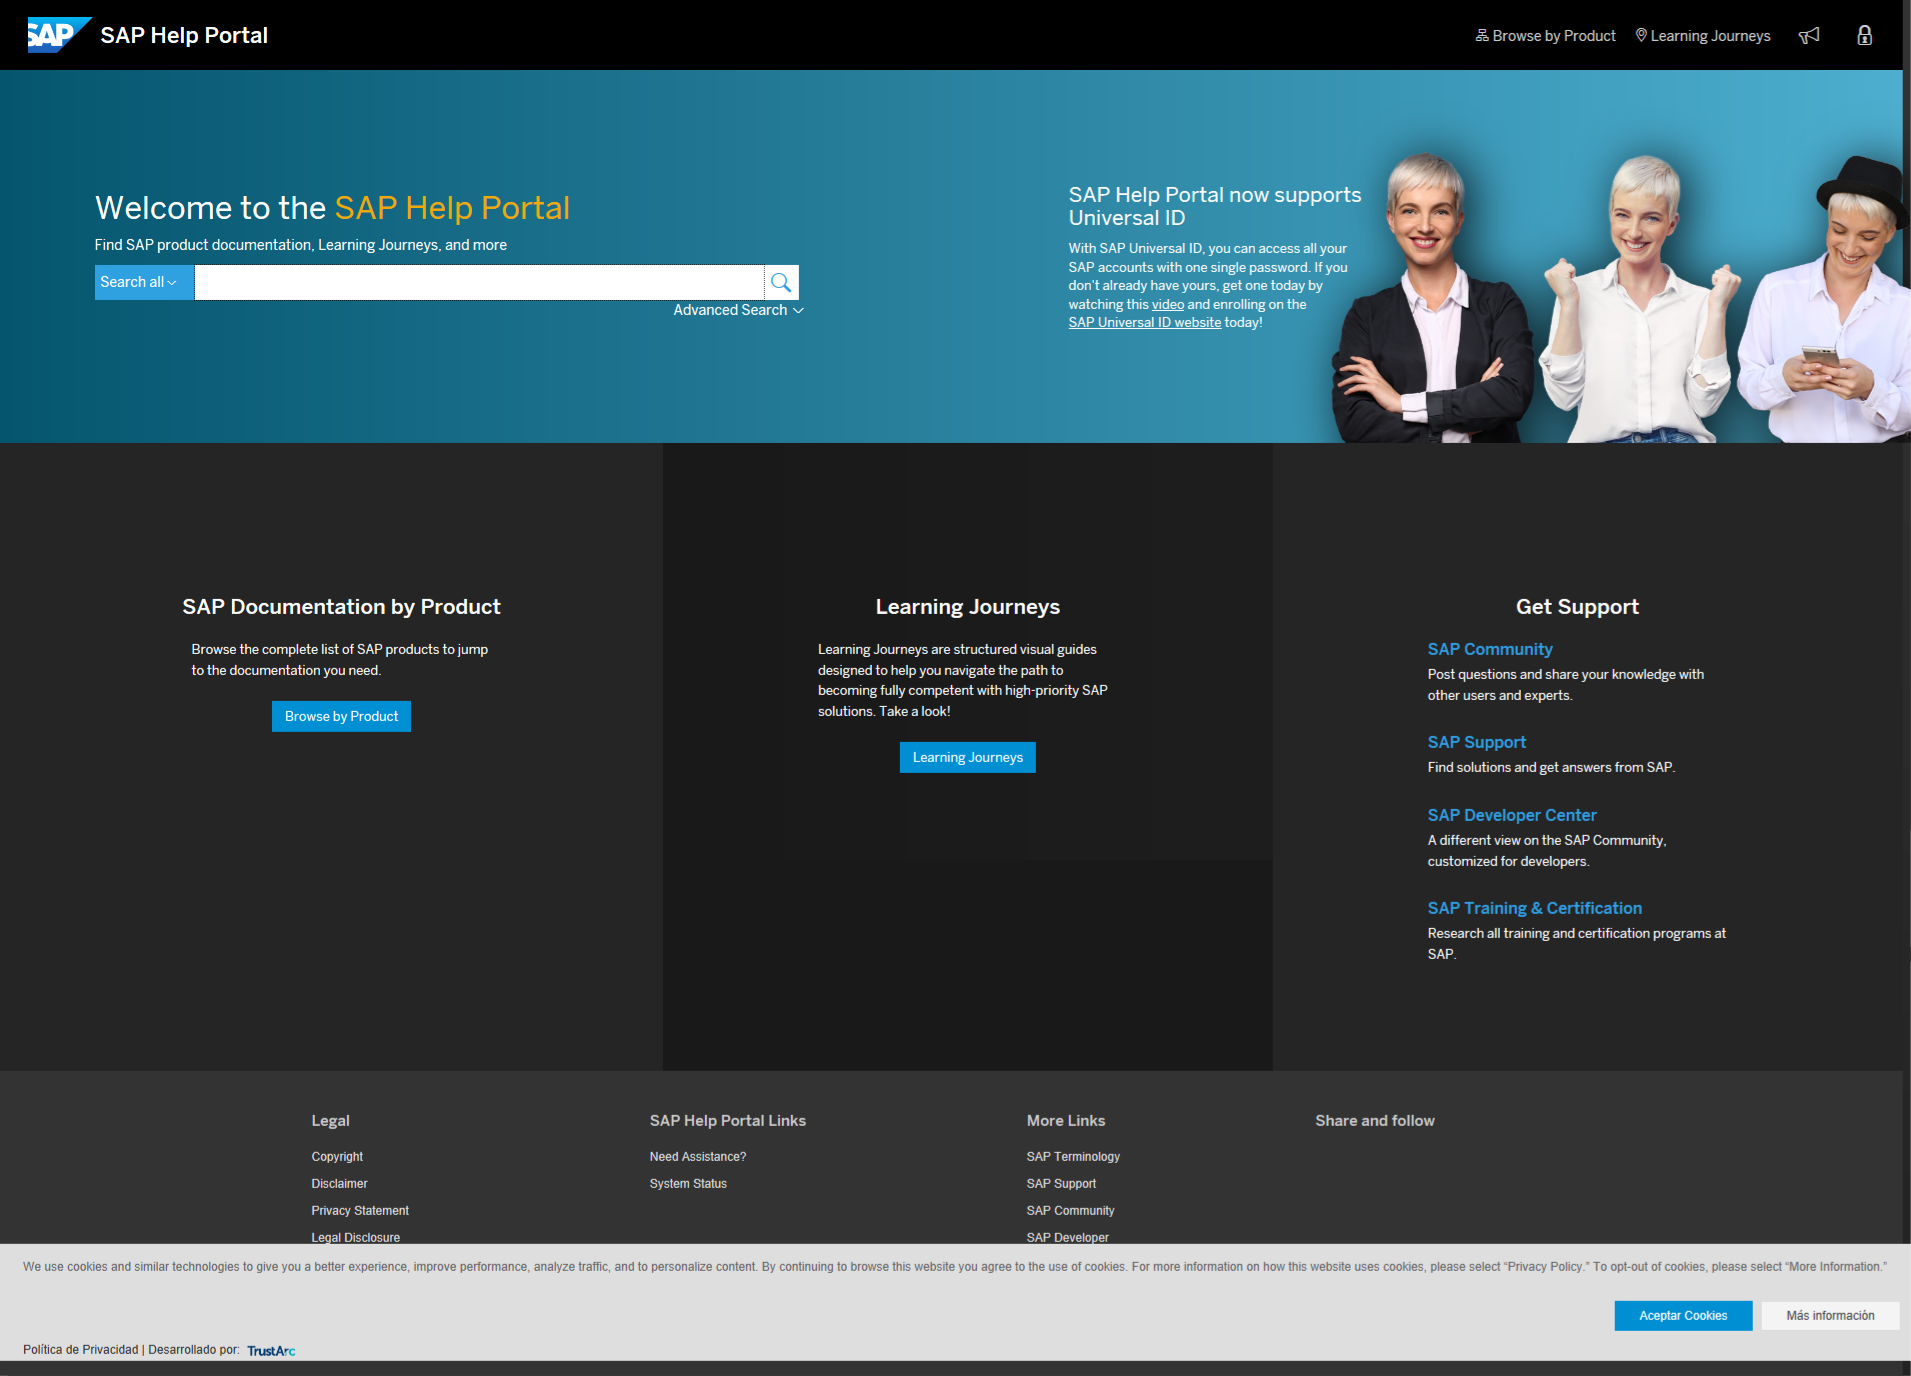 SAP SAP Help Portal
Browse by Product
Learning Journeys
Welcome to the SAP Help Portal
Find SAP product documentation, Learning Journeys, and more
Search all
Advanced Search
SAP Help Portal now supports
Universal ID
With SAP Universal ID, you can access all your
SAP accounts with one single password. If you
don't already have yours, get one today by
watching this video and enrolling on the
SAP Universal ID website today!
SAP Documentation by Product
Browse the complete list of SAP products to jump
to the documentation you need.
Browse by Product
Learning Journeys
Learning Journeys are structured visual guides
designed to help you navigate the path to
becoming fully competent with high-priority SAP
solutions. Take a look!
Learning Journeys
Get Support
SAP Community
Post questions and share your knowledge with
other users and experts.
SAP Support
Find solutions and get answers from SAP.
SAP Developer Center
A different view on the SAP Community,
customized for developers.
SAP Training & Certification
Research all training and certification programs at
SAP.
Legal
Copyright
Disclaimer
Privacy Statement
Legal Disclosure
SAP Help Portal Links
Need Assistance?
System Status
More Links
SAP Terminology
SAP Support
SAP Community
SAP Developer
Share and follow
We use cookies and similar technologies to give you a better experience, improve performance, analyze traffic, and to personalize content. By continuing to browse this website you agree to the use of cookies. For more information on how this website uses cookies, please select “Privacy Policy.” To opt-out of cookies, please select “More Information.”
Aceptar Cookies
Más información
Política de Privacidad | Desarrollado por: TrustArc